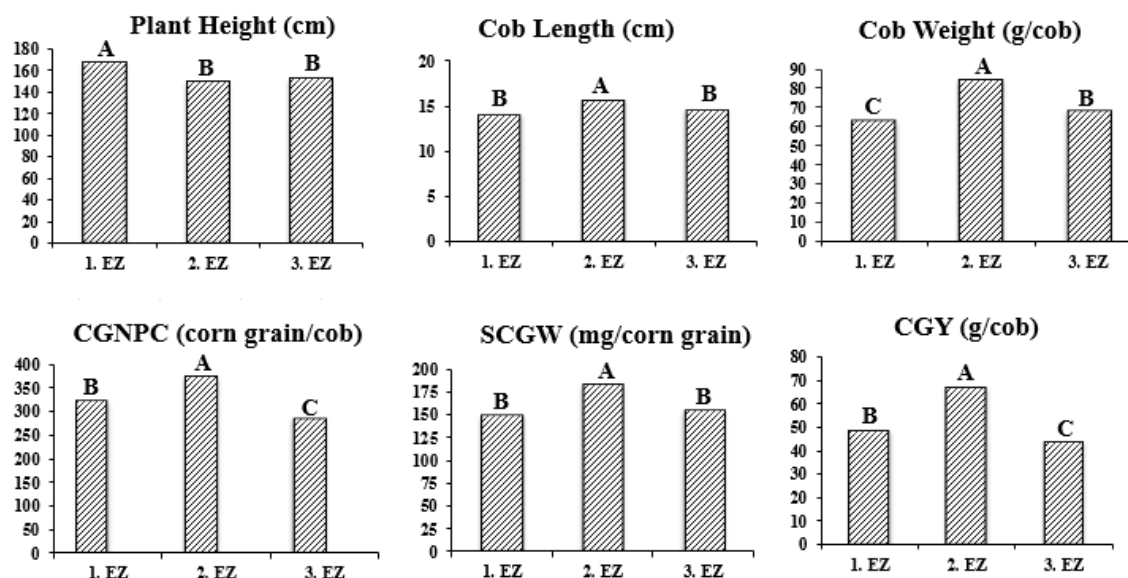 Plant Height (cm)
180
160
140
120
100
80
60
40
20
0
A
B
B
1. EZ
2. EZ
3. EZ
Cob Length (cm)
20
15
10
5
0
B
A
B
1. EZ
2. EZ
3. EZ
Cob Weight (g/cob)
90
80
70
60
50
40
30
20
10
0
C
A
B
1. EZ
2. EZ
3. EZ
CGNPC (corn grain/cob)
400
350
300
250
200
150
100
50
0
B
A
C
1. EZ
2. EZ
3. EZ
SCGW (mg/corn grain)
200
175
150
125
100
75
50
25
0
B
A
B
1. EZ
2. EZ
3. EZ
CGY (g/cob)
80
70
60
50
40
30
20
10
0
B
A
C
1. EZ
2. EZ
3. EZ